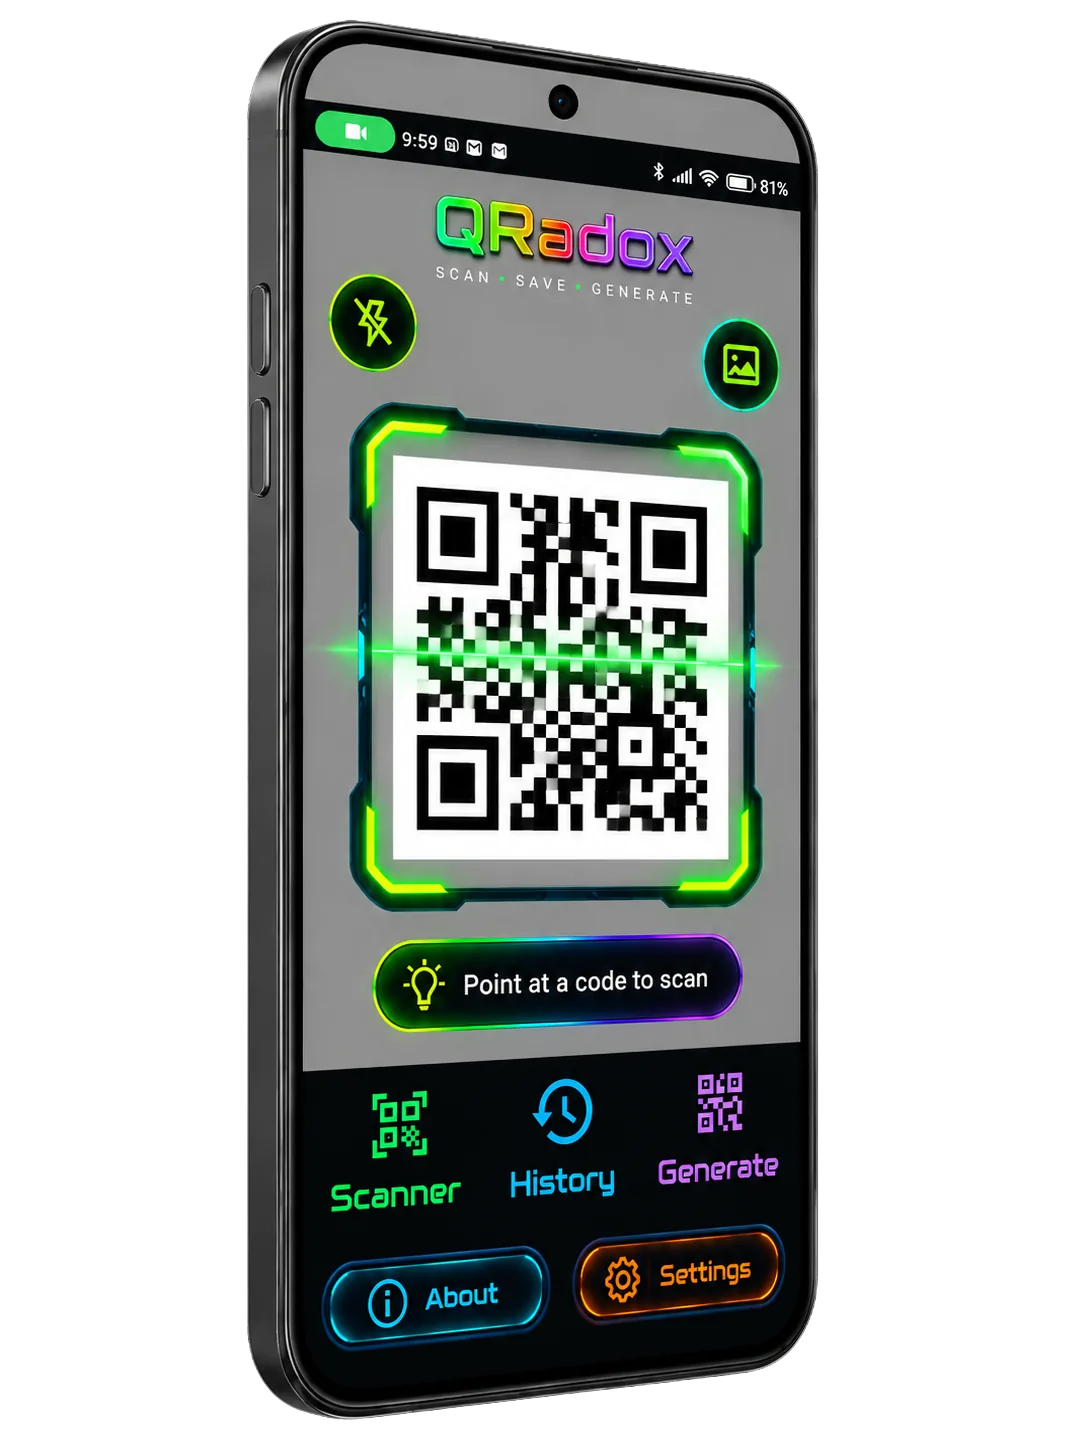 9:59
81%
QRadox
SCAN • SAVE • GENERATE
Point at a code to scan
Scanner
History
Generate
About
Settings